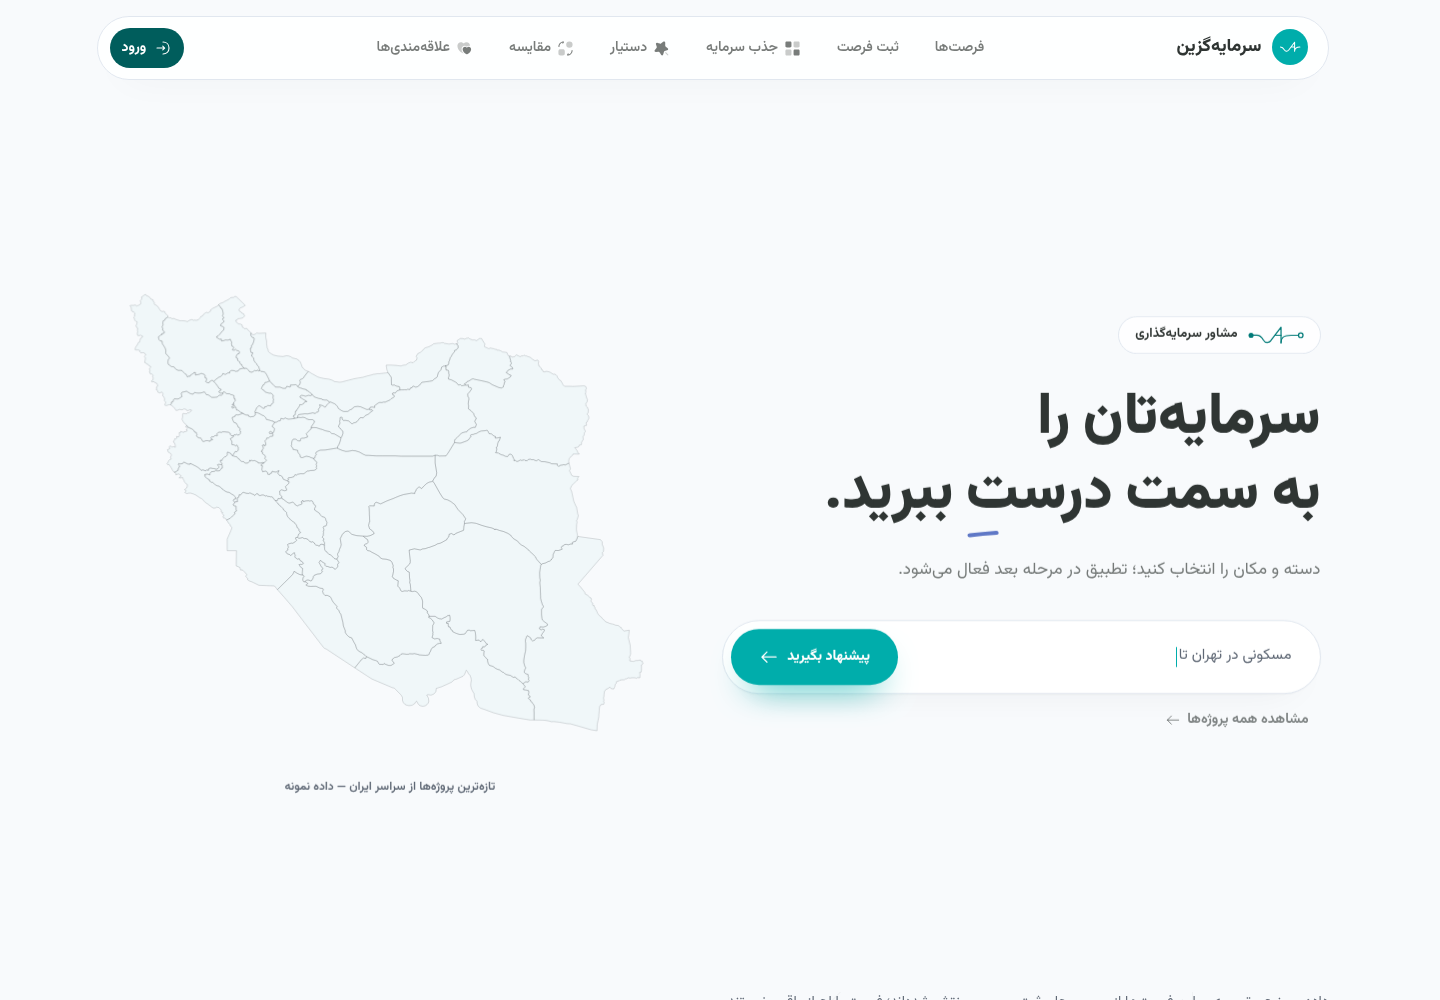 سرمایه‌گزین
فرصت‌ها
ثبت فرصت
جذب سرمایه
دستیار
مقایسه
علاقه‌مندی‌ها
ورود
مشاور سرمایه‌گذاری
سرمایه‌تان را
به سمت درست ببرید.
دسته و مکان را انتخاب کنید؛ تطبیق در مرحله بعد فعال می‌شود.
مسکونی در تهران تا
پیشنهاد بگیرید
مشاهده همه پروژه‌ها
تازه‌ترین پروژه‌ها از سراسر ایران — داده نمونه